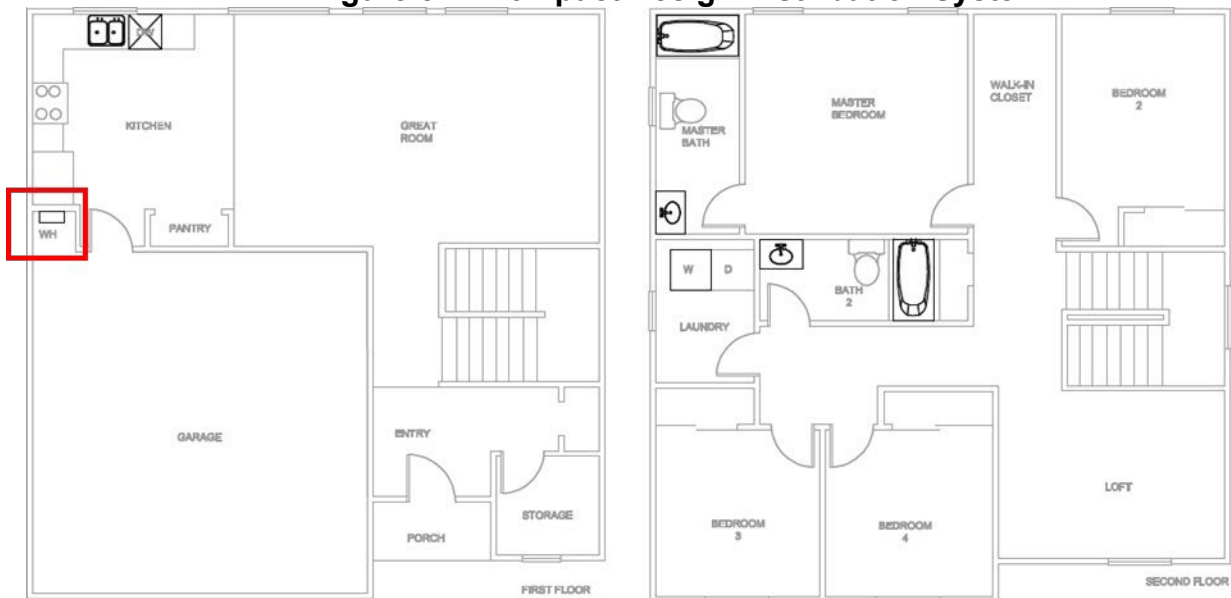 KITCHEN
GREAT
ROOM
WH
PANTRY
GARAGE
ENTRY
STORAGE
PORCH
FIRST FLOOR
MASTER
BATH
MASTER
BEDROOM
WALK-IN
CLOSET
BEDROOM
2
W D
LAUNDRY
BATH
2
BEDROOM
3
BEDROOM
4
LOFT
SECOND FLOOR